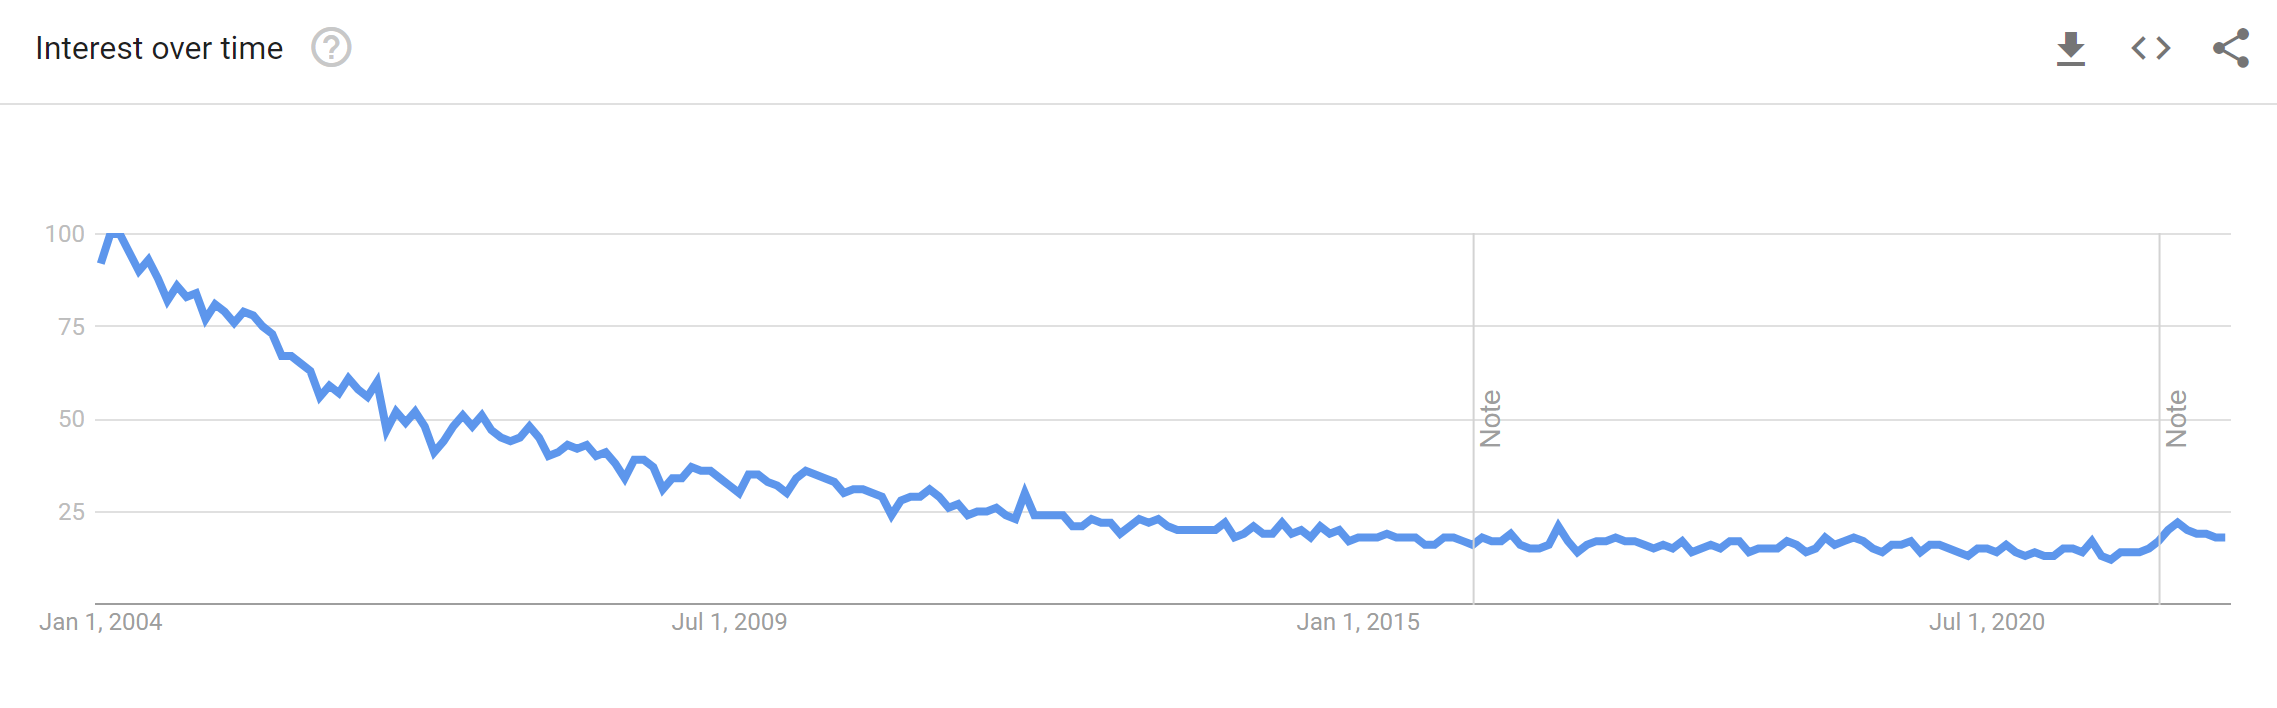 Interest over time ?
100
75
50
25
Note
Note
Jan 1, 2004
Jul 1, 2009
Jan 1, 2015
Jul 1, 2020